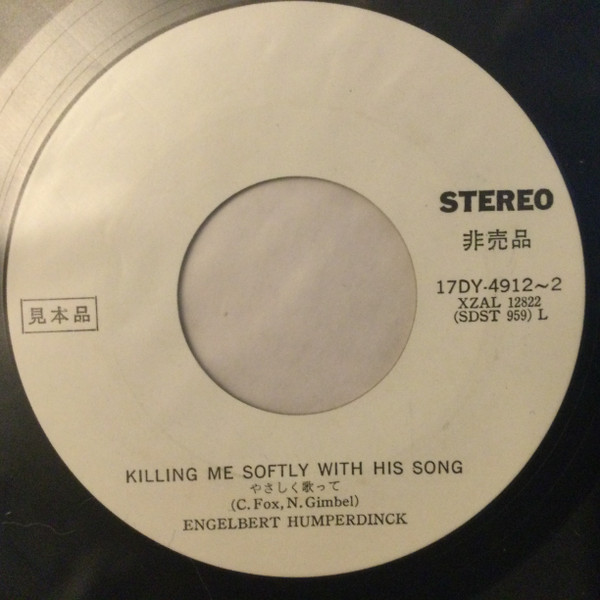 STEREO
非売品
17DY-4912~2
XZAL 12822
(SDST 959) L
見本品
KILLING ME SOFTLY WITH HIS SONG
やさしく歌って
(C. Fox, N. Gimbel)
ENGELBERT HUMPERDINCK